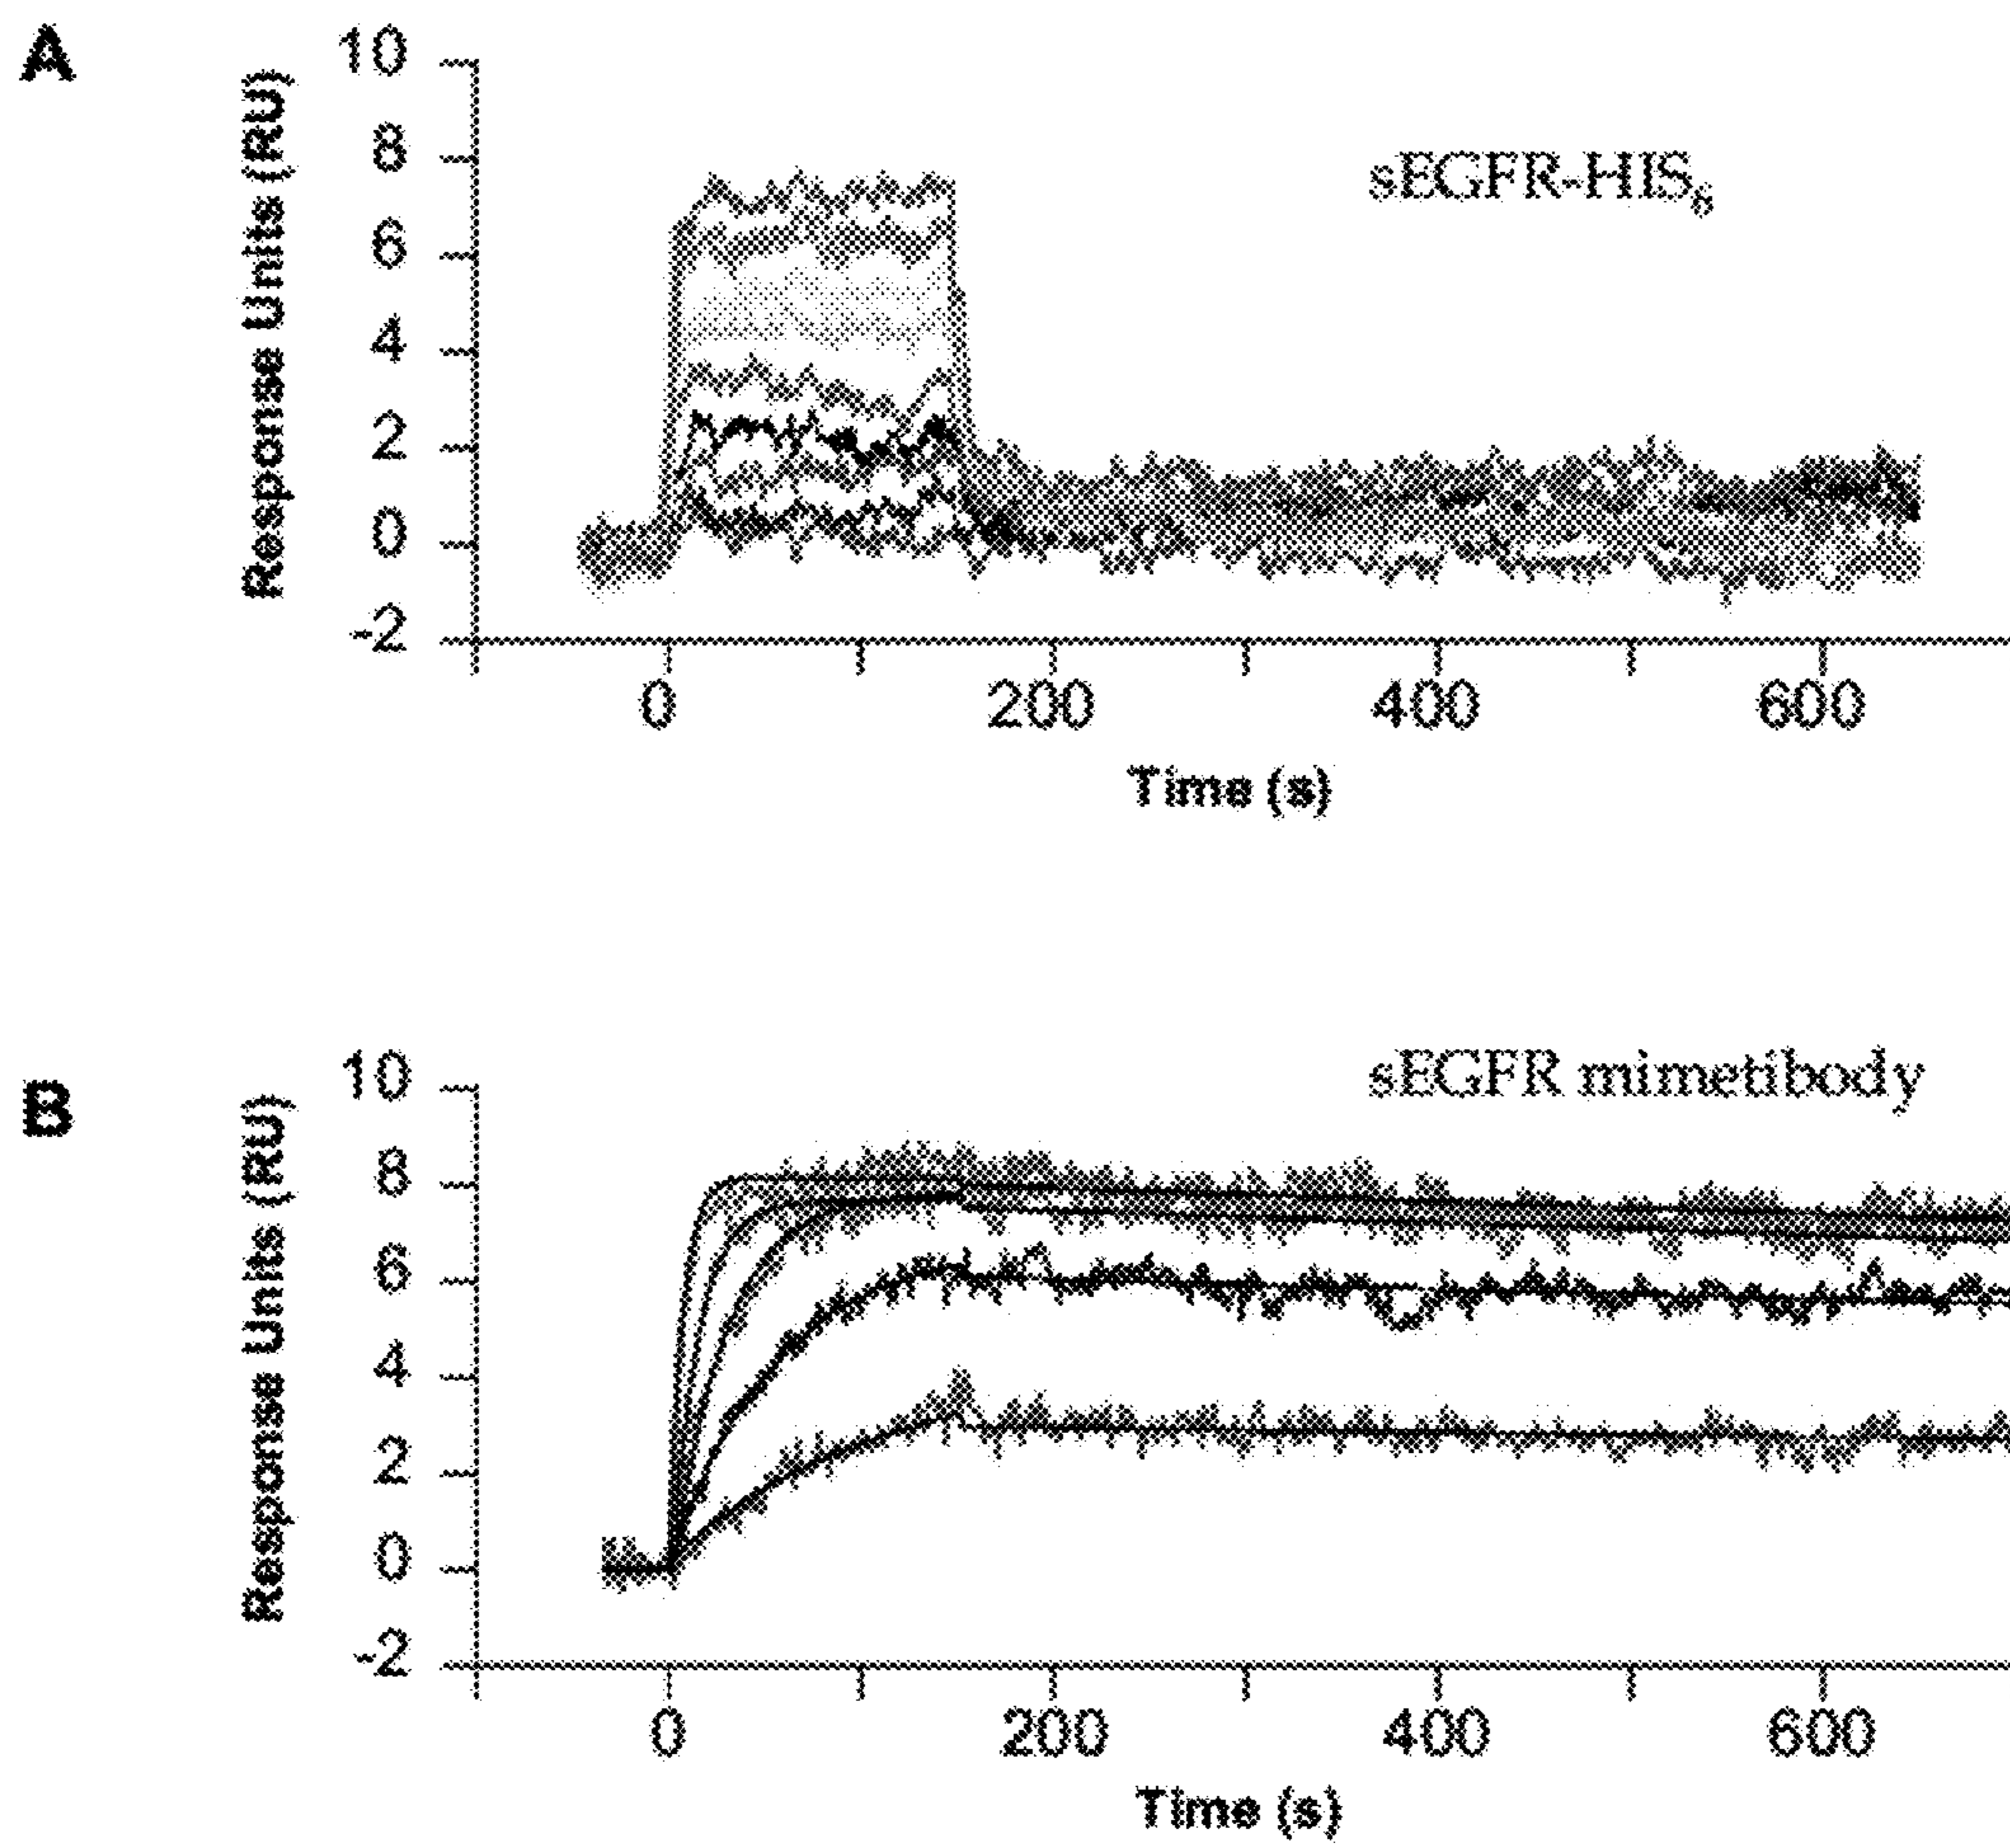 A
Response Units (RU)
10
8
6
4
2
0
-2
sEGFR-HIS₆
0 200 400 600
Time (s)
B
Response Units (RU)
10
8
6
4
2
0
-2
sEGFR mimetibody
0 200 400 600
Time (s)